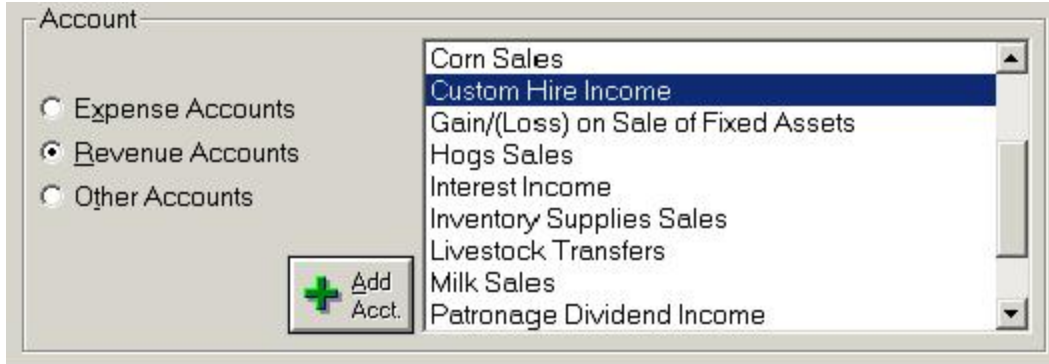 Account
Expense Accounts
Revenue Accounts
Other Accounts
Add
Acct.
Corn Sales
Custom Hire Income
Gain/(Loss) on Sale of Fixed Assets
Hogs Sales
Interest Income
Inventory Supplies Sales
Livestock Transfers
Milk Sales
Patronage Dividend Income